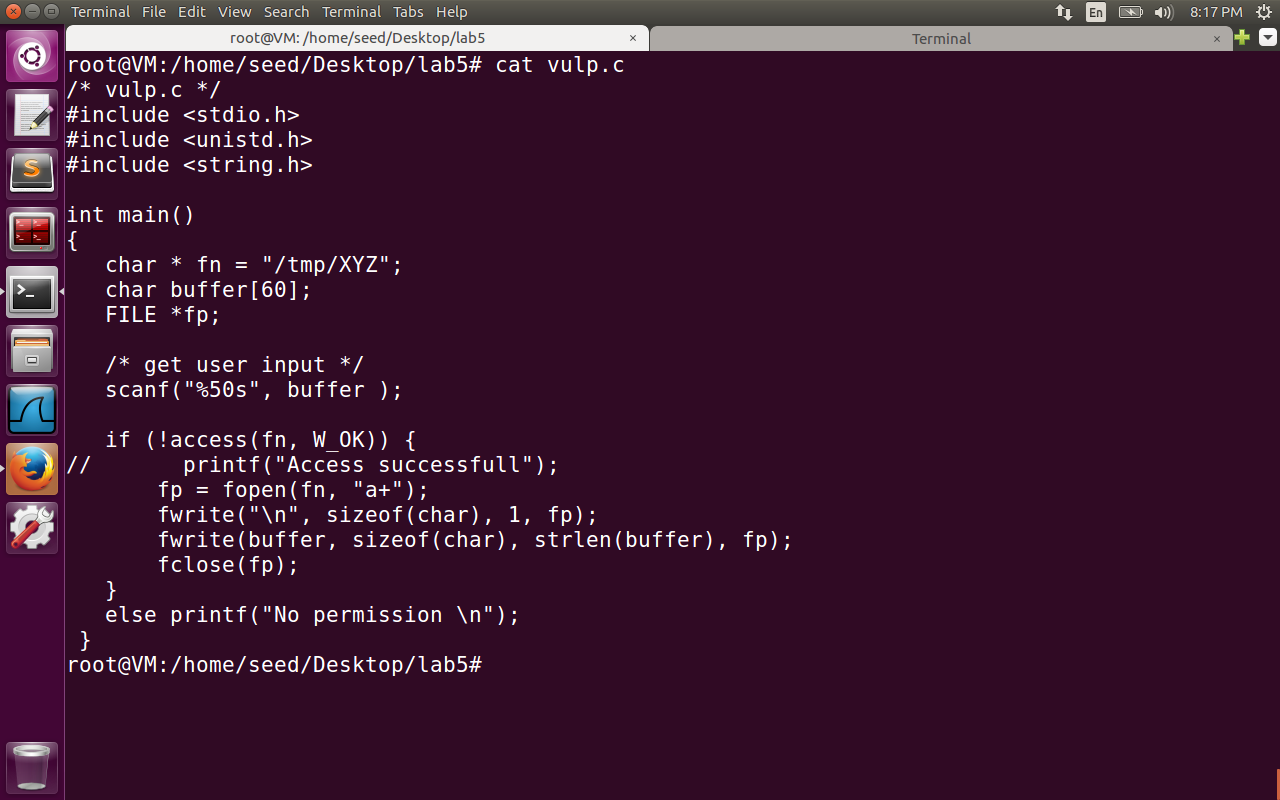 Terminal File Edit View Search Terminal Tabs Help En 8:17 PM
root@VM: /home/seed/Desktop/lab5 × Terminal ×
root@VM:/home/seed/Desktop/lab5# cat vulp.c
/* vulp.c */
#include <stdio.h>
#include <unistd.h>
#include <string.h>

int main()
{
   char * fn = "/tmp/XYZ";
   char buffer[60];
   FILE *fp;

   /* get user input */
   scanf("%50s", buffer );

   if (!access(fn, W_OK)) {
//       printf("Access successfull");
       fp = fopen(fn, "a+");
       fwrite("\n", sizeof(char), 1, fp);
       fwrite(buffer, sizeof(char), strlen(buffer), fp);
       fclose(fp);
   }
   else printf("No permission \n");
 }
root@VM:/home/seed/Desktop/lab5#